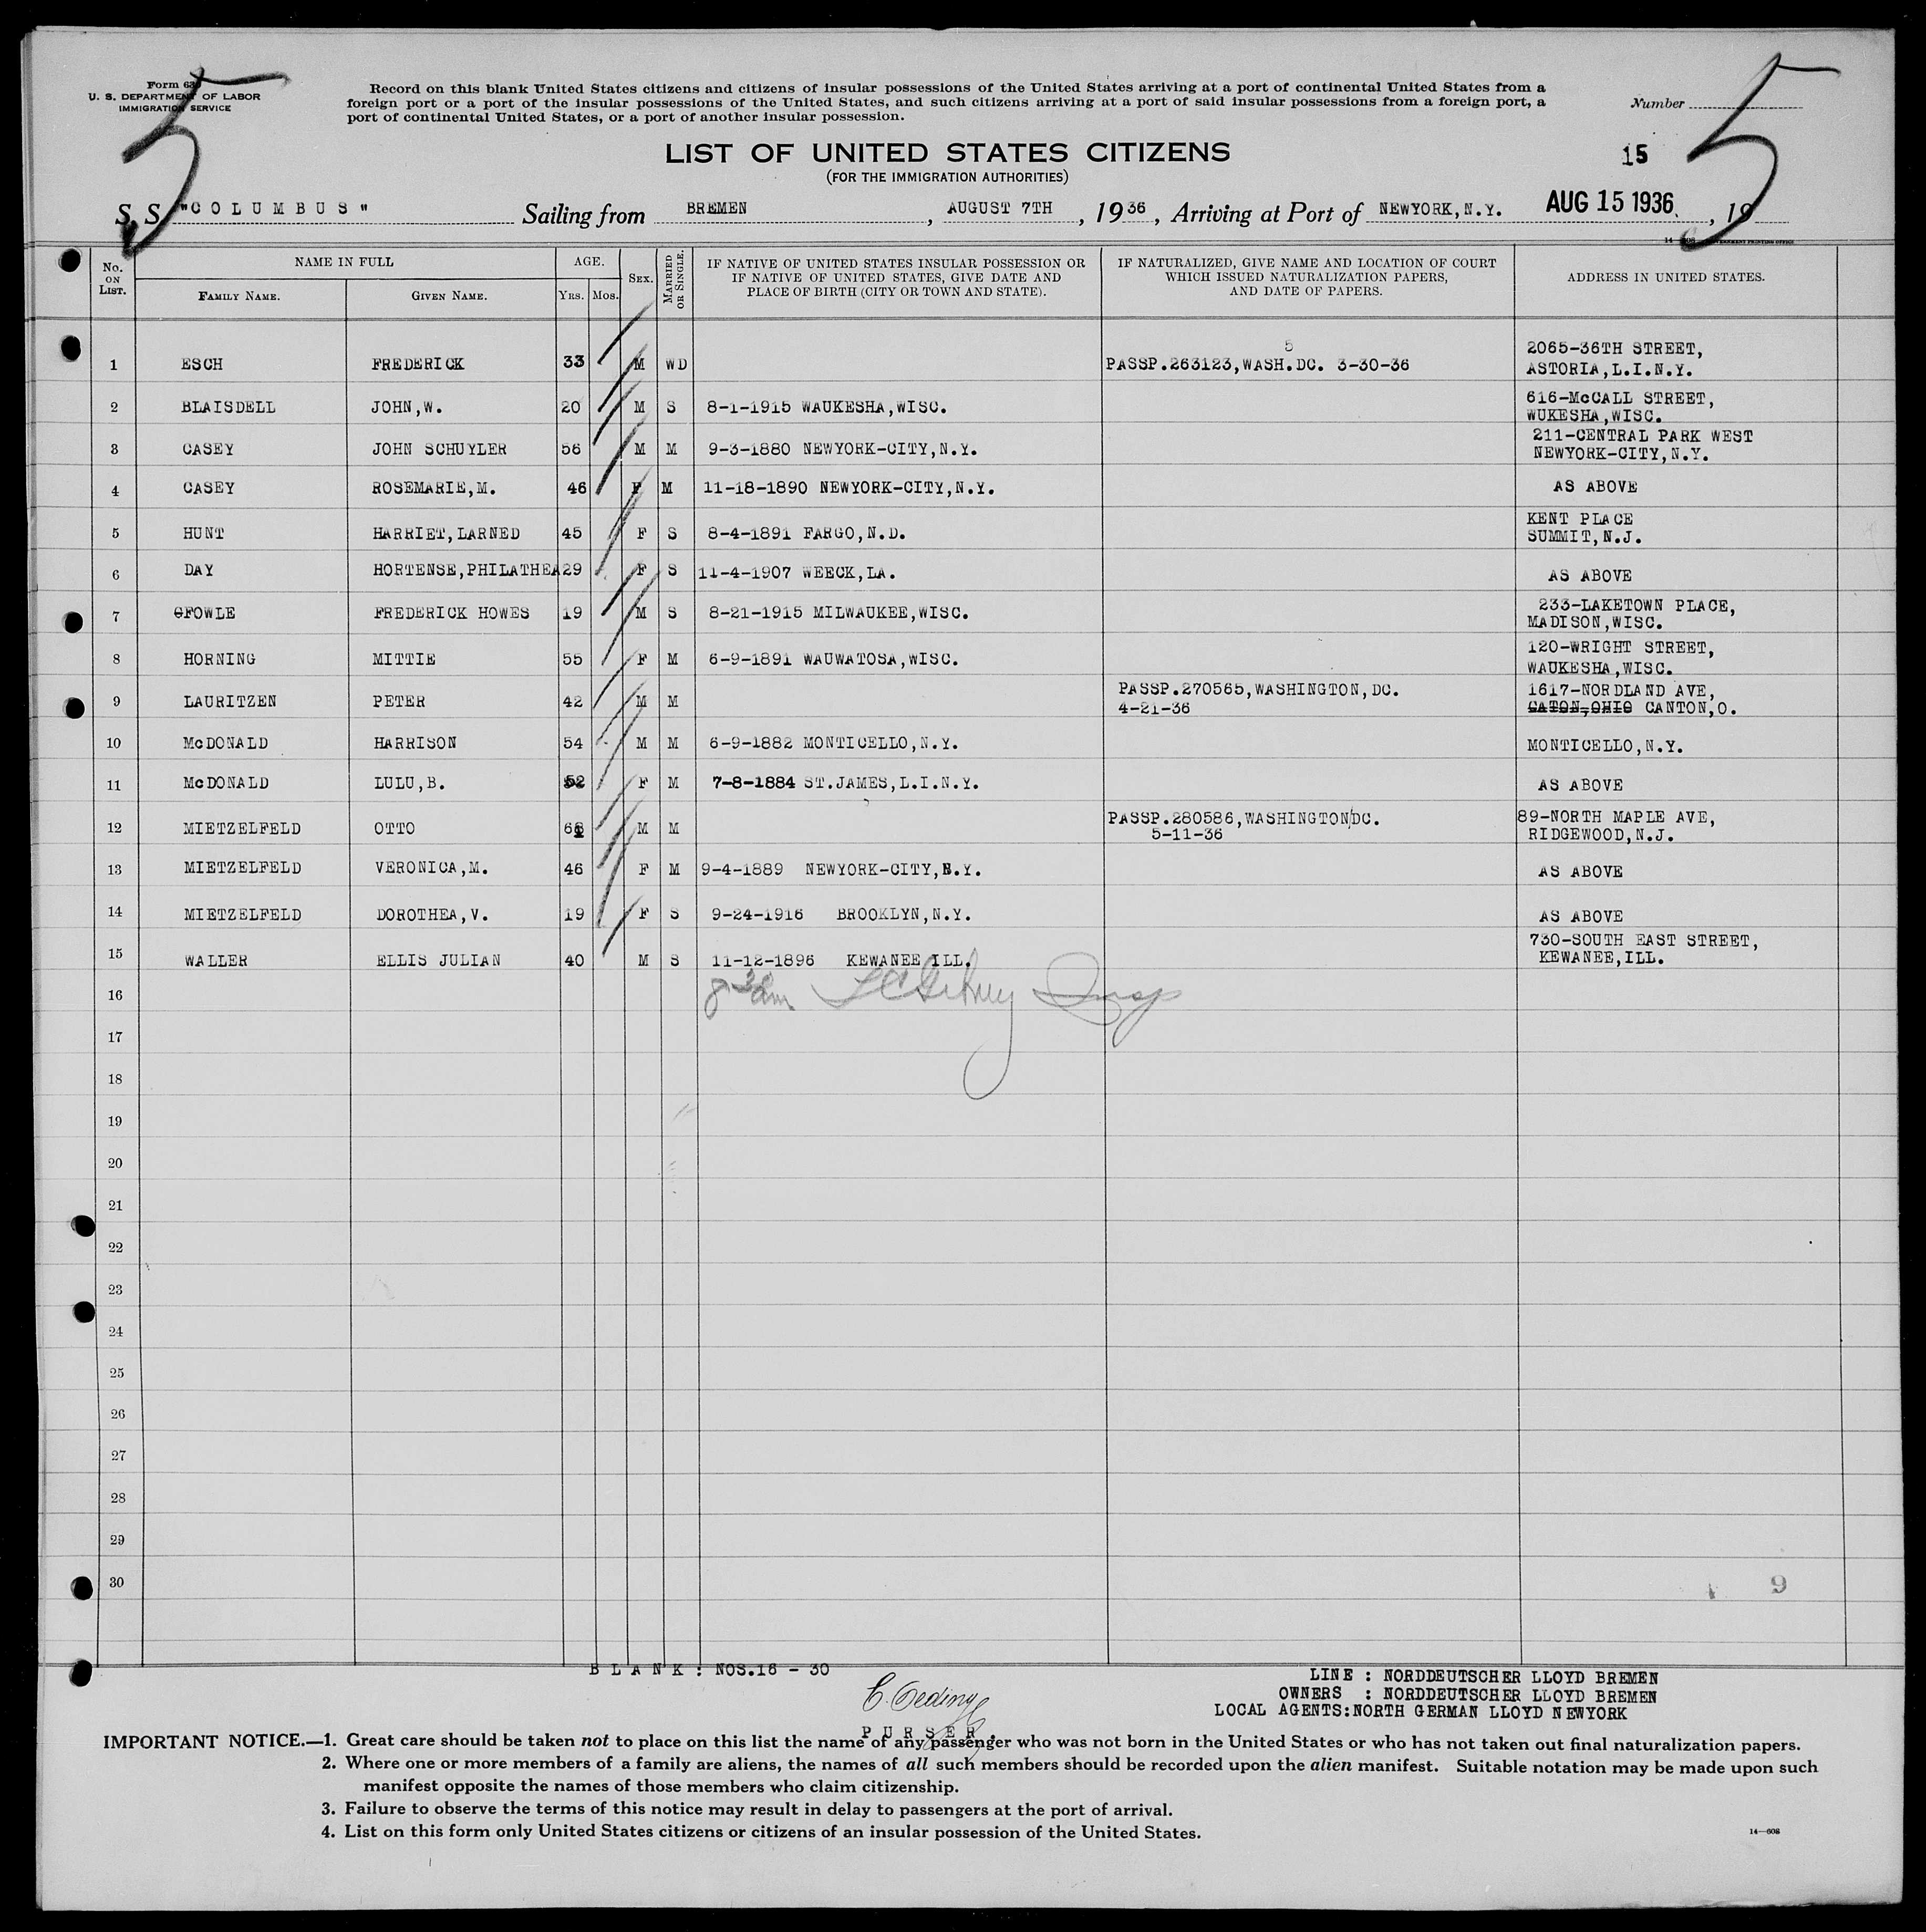 Form 630
U. S. DEPARTMENT OF LABOR
IMMIGRATION SERVICE
5
Record on this blank United States citizens and citizens of insular possessions of the United States arriving at a port of continental United States from a
foreign port or a port of the insular possessions of the United States, and such citizens arriving at a port of said insular possessions from a foreign port, a
port of continental United States, or a port of another insular possession.
Number
5
LIST OF UNITED STATES CITIZENS
(FOR THE IMMIGRATION AUTHORITIES)
15
S. S. "COLUMBUS" Sailing from BREMEN, AUGUST 7TH, 1936, Arriving at Port of NEWYORK,N.Y. AUG 15 1936, 19
No. ON LIST. NAME IN FULL AGE. SEX. MARRIED OR SINGLE. IF NATIVE OF UNITED STATES INSULAR POSSESSION OR IF NATIVE OF UNITED STATES, GIVE DATE AND PLACE OF BIRTH (CITY OR TOWN AND STATE). IF NATURALIZED, GIVE NAME AND LOCATION OF COURT WHICH ISSUED NATURALIZATION PAPERS, AND DATE OF PAPERS. ADDRESS IN UNITED STATES.
FAMILY NAME. GIVEN NAME. YRS. MOS.
1 ESCH FREDERICK 33 M WD PASSP.263123,WASH.DC. 3-30-36 2065-36TH STREET, ASTORIA,L.I.N.Y.
5
2 BLAISDELL JOHN,W. 20 M S 8-1-1915 WAUKESHA,WISC. 616-McCALL STREET, WUKESHA,WISC.
3 CASEY JOHN SCHUYLER 56 M M 9-3-1880 NEWYORK-CITY,N.Y. 211-CENTRAL PARK WEST NEWYORK-CITY,N.Y.
4 CASEY ROSEMARIE,M. 46 F M 11-18-1890 NEWYORK-CITY,N.Y. AS ABOVE
5 HUNT HARRIET,LARNED 45 F S 8-4-1891 FARGO,N.D. KENT PLACE SUMMIT,N.J.
6 DAY HORTENSE,PHILATHEA 29 F S 11-4-1907 WEECK,LA. AS ABOVE
7 GFOWLE FREDERICK HOWES 19 M S 8-21-1915 MILWAUKEE,WISC. 233-LAKETOWN PLACE, MADISON,WISC.
8 HORNING MITTIE 55 F M 6-9-1891 WAUWATOSA,WISC. 120-WRIGHT STREET, WAUKESHA,WISC.
9 LAURITZEN PETER 42 M M PASSP.270565,WASHINGTON,DC. 4-21-36 1617-NORDLAND AVE, CATON,OHIO CANTON,O.
10 McDONALD HARRISON 54 M M 6-9-1882 MONTICELLO,N.Y. MONTICELLO,N.Y.
11 McDONALD LULU,B. 52 F M 7-8-1884 ST.JAMES,L.I.N.Y. AS ABOVE
12 MIETZELFELD OTTO M M PASSP.280586,WASHINGTON DC. 5-11-36 89-NORTH MAPLE AVE, RIDGEWOOD,N.J.
13 MIETZELFELD VERONICA,M. 46 F M 9-4-1889 NEWYORK-CITY,N.Y. AS ABOVE
14 MIETZELFELD DOROTHEA,V. 19 F S 9-24-1916 BROOKLYN,N.Y. AS ABOVE
15 WALLER ELLIS JULIAN 40 M S 11-12-1896 KEWANEE ILL. 730-SOUTH EAST STREET, KEWANEE,ILL.
16 Insp
17
18
19
20
21
22
23
24
25
26
27
28
29
30
9
BLANK: NOS.16 - 30
C. Oeding
PURSER
LINE : NORDDEUTSCHER LLOYD BREMEN
OWNERS : NORDDEUTSCHER LLOYD BREMEN
LOCAL AGENTS:NORTH GERMAN LLOYD NEWYORK
IMPORTANT NOTICE.—1. Great care should be taken not to place on this list the name of any passenger who was not born in the United States or who has not taken out final naturalization papers.
2. Where one or more members of a family are aliens, the names of all such members should be recorded upon the alien manifest. Suitable notation may be made upon such
manifest opposite the names of those members who claim citizenship.
3. Failure to observe the terms of this notice may result in delay to passengers at the port of arrival.
4. List on this form only United States citizens or citizens of an insular possession of the United States.
14—608